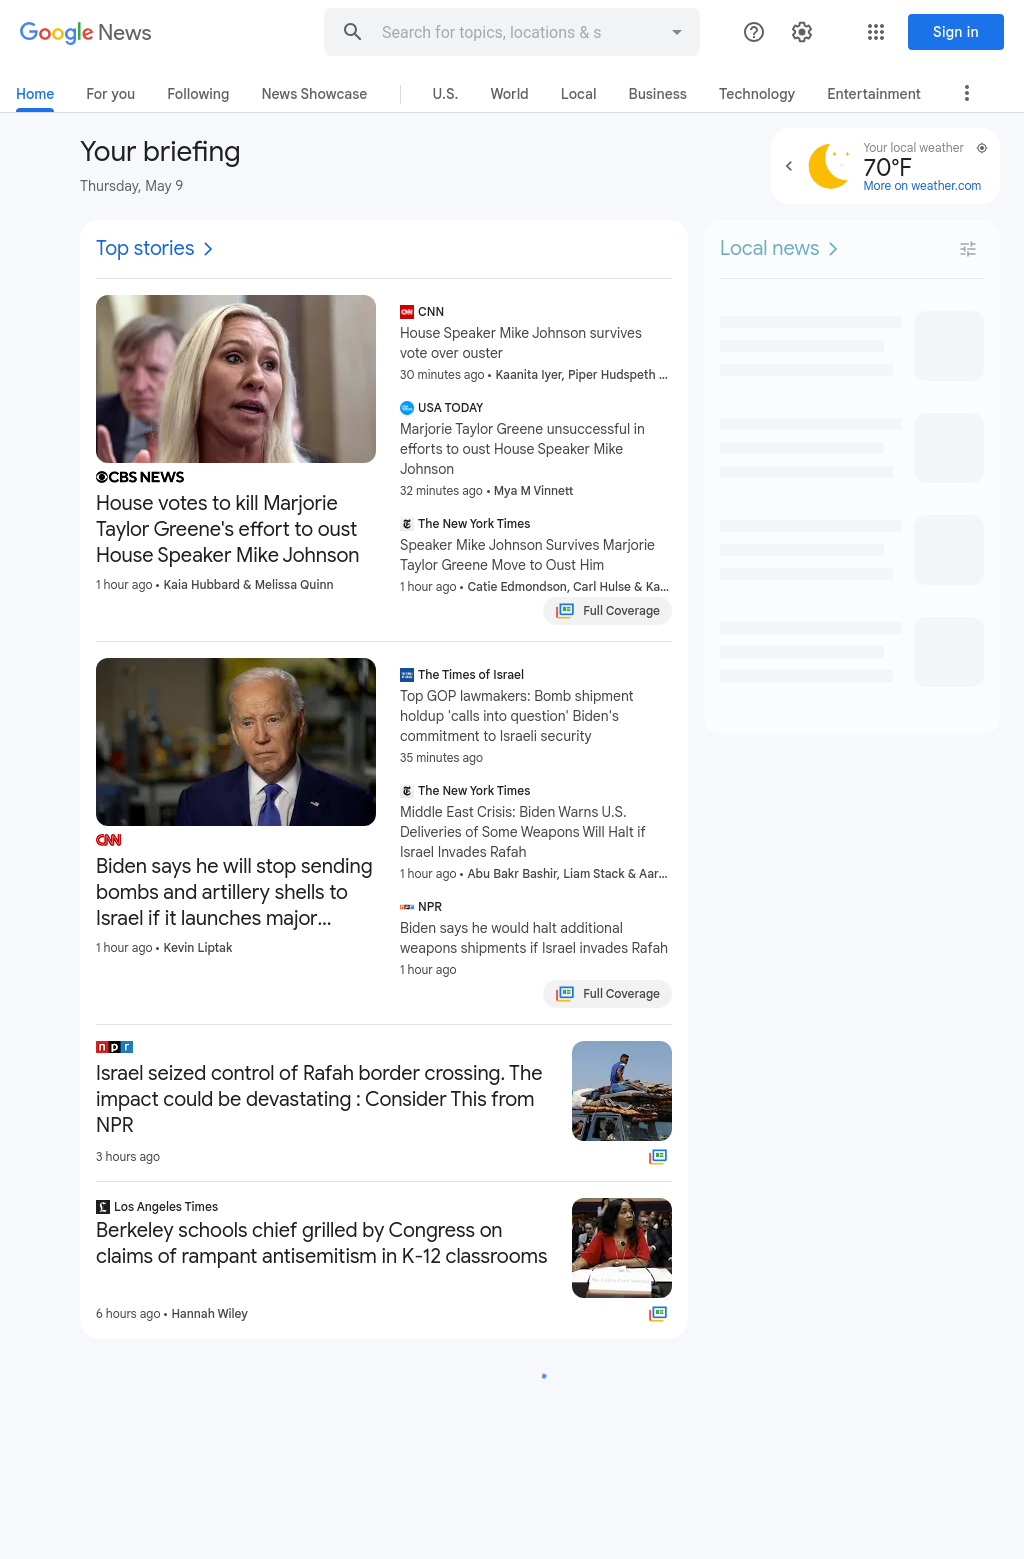 Google News
Search for topics, locations & s
Sign in
Home
For you
Following
News Showcase
U.S.
World
Local
Business
Technology
Entertainment
Your briefing
Thursday, May 9
Your local weather
70°F
More on weather.com
Top stories
CBS NEWS
House votes to kill Marjorie
Taylor Greene's effort to oust
House Speaker Mike Johnson
1 hour ago • Kaia Hubbard & Melissa Quinn
CNN
House Speaker Mike Johnson survives
vote over ouster
30 minutes ago • Kaanita Iyer, Piper Hudspeth ...
USA TODAY
Marjorie Taylor Greene unsuccessful in
efforts to oust House Speaker Mike
Johnson
32 minutes ago • Mya M Vinnett
The New York Times
Speaker Mike Johnson Survives Marjorie
Taylor Greene Move to Oust Him
1 hour ago • Catie Edmondson, Carl Hulse & Ka...
Full Coverage
CNN
Biden says he will stop sending
bombs and artillery shells to
Israel if it launches major...
1 hour ago • Kevin Liptak
The Times of Israel
Top GOP lawmakers: Bomb shipment
holdup 'calls into question' Biden's
commitment to Israeli security
35 minutes ago
The New York Times
Middle East Crisis: Biden Warns U.S.
Deliveries of Some Weapons Will Halt if
Israel Invades Rafah
1 hour ago • Abu Bakr Bashir, Liam Stack & Aar...
NPR
Biden says he would halt additional
weapons shipments if Israel invades Rafah
1 hour ago
Full Coverage
npr
Israel seized control of Rafah border crossing. The
impact could be devastating : Consider This from
NPR
3 hours ago
Los Angeles Times
Berkeley schools chief grilled by Congress on
claims of rampant antisemitism in K-12 classrooms
6 hours ago • Hannah Wiley
Local news